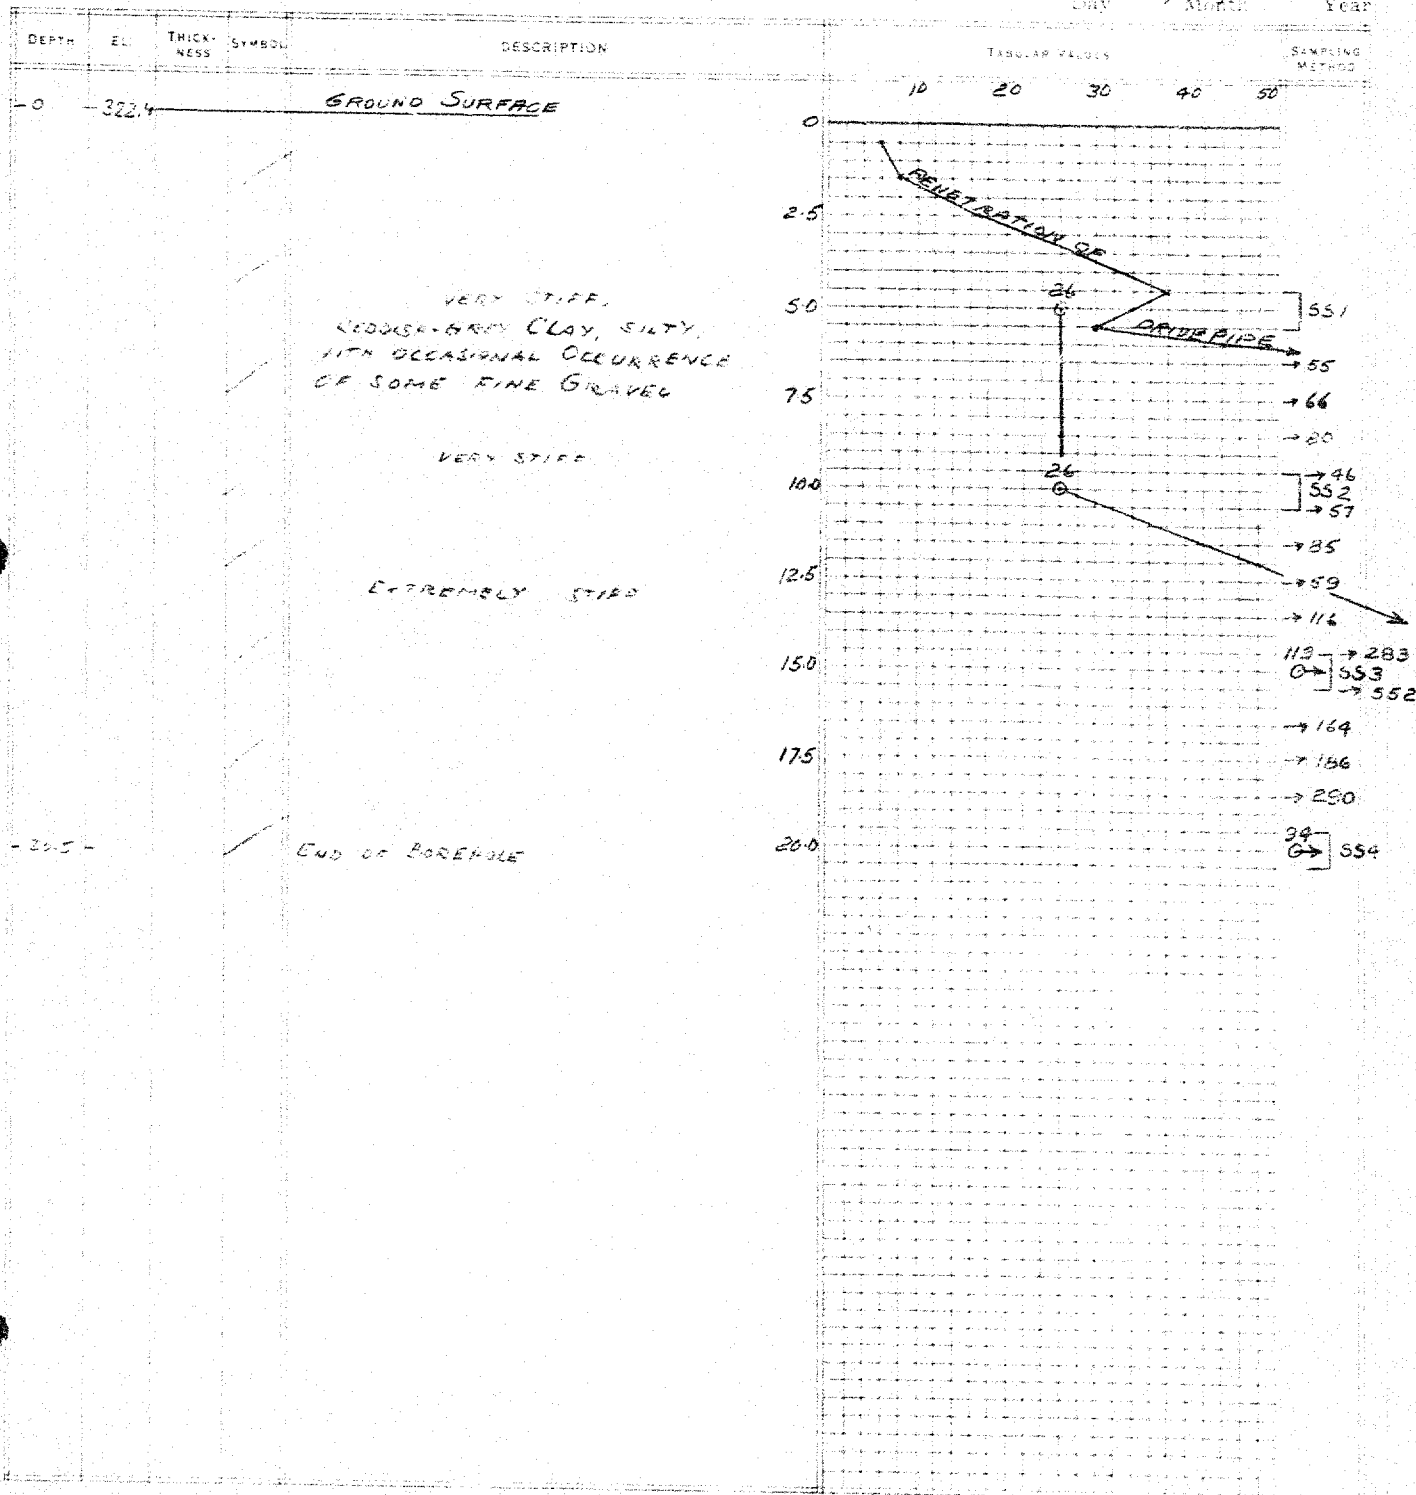 Day Month Year
DEPTH EL. THICK-NESS SYMBOL DESCRIPTION TABULAR VALUES SAMPLING METHOD
10 20 30 40 50
-0 -322.4 GROUND SURFACE
0
PENETRATION OF
2.5
VERY STIFF,
REDDISH-GREY CLAY, SILTY,
WITH OCCASIONAL OCCURRENCE
OF SOME FINE GRAVEL
26
5.0 SS1
DRIVE PIPE
55
7.5 66
80
VERY STIFF
26 46
10.0 SS2
57
85
12.5 59
EXTREMELY STIFF
116
113 283
15.0 SS3
552
164
17.5 186
290
34
-20.5- END OF BOREHOLE 20.0 SS4